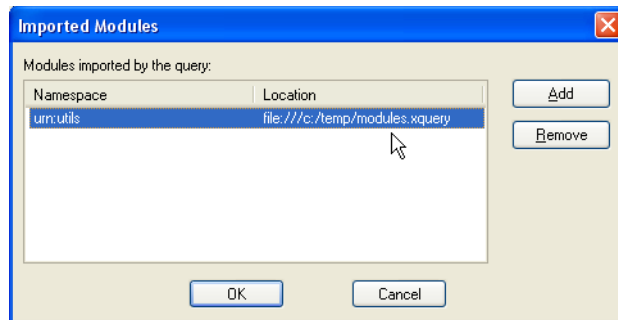 Imported Modules
Modules imported by the query:
Namespace Location
urn:utils file:///c:/temp/modules.xquery
Add
Remove
OK Cancel